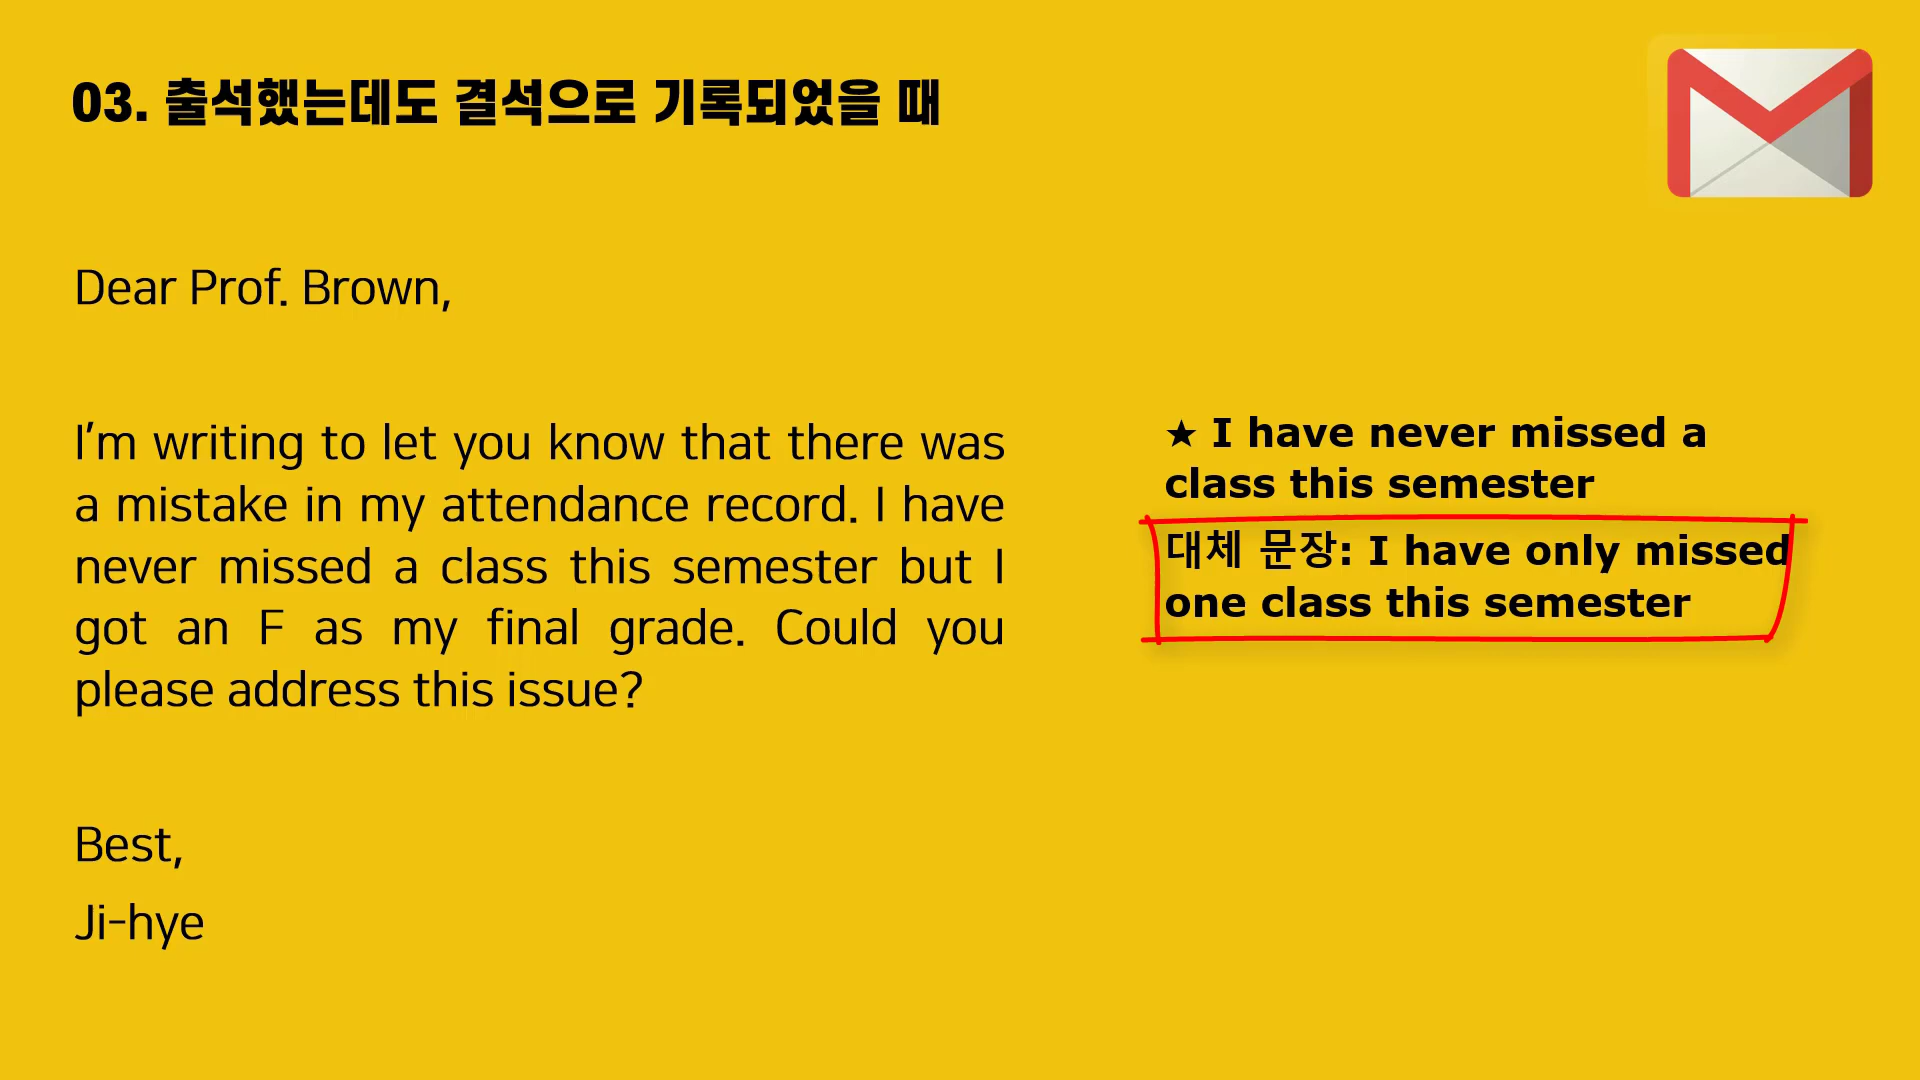 03. 출석했는데도 결석으로 기록되었을 때
Dear Prof. Brown,
I'm writing to let you know that there was
a mistake in my attendance record. I have
never missed a class this semester but I
got an F as my final grade. Could you
please address this issue?
Best,
Ji-hye
★ I have never missed a
class this semester
대체 문장: I have only missed
one class this semester